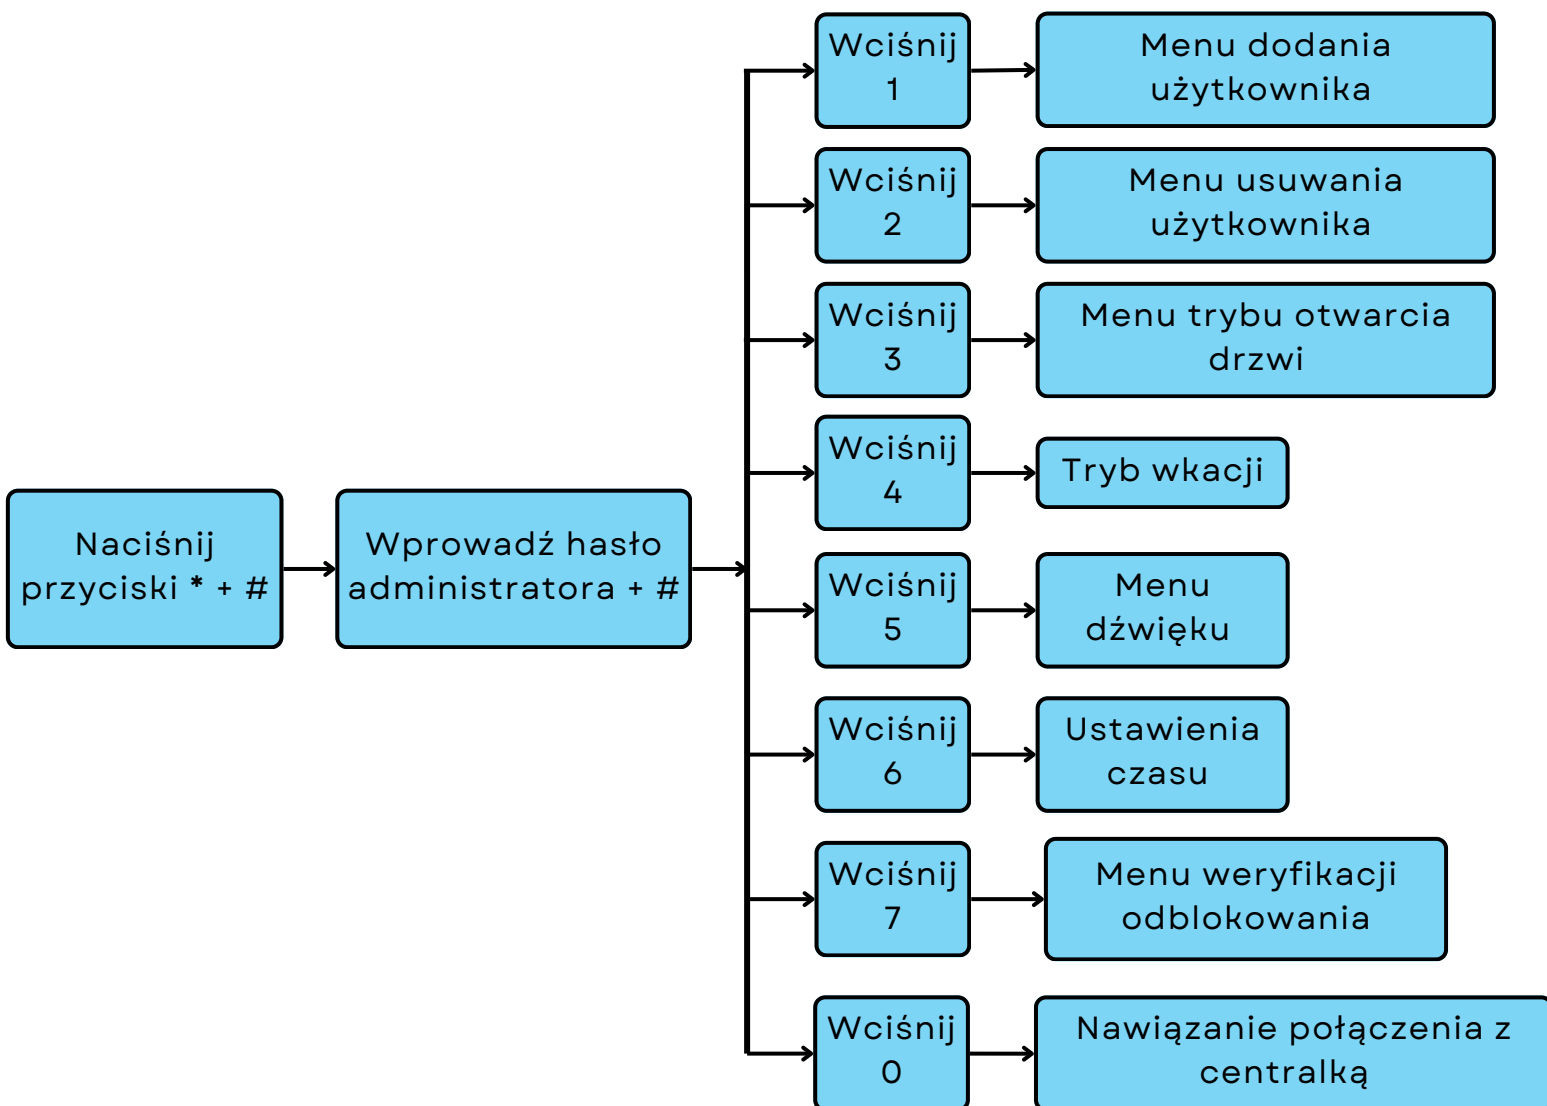 Naciśnij
przyciski * + #
Wprowadź hasło
administratora + #
Wciśnij
1
Menu dodania
użytkownika
Wciśnij
2
Menu usuwania
użytkownika
Wciśnij
3
Menu trybu otwarcia
drzwi
Wciśnij
4
Tryb wkacji
Wciśnij
5
Menu
dźwięku
Wciśnij
6
Ustawienia
czasu
Wciśnij
7
Menu weryfikacji
odblokowania
Wciśnij
0
Nawiązanie połączenia z
centralką